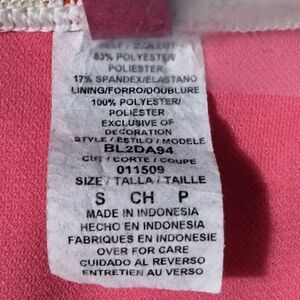 83% POLYESTER/
POLIESTER
17% SPANDEX/ELASTANO
LINING/FORRO/DOUBLURE
100% POLYESTER/
POLIESTER
EXCLUSIVE OF
DECORATION
STYLE / ESTILO / MODELE
BL2DA94
CUT / CORTE / COUPE
011509
SIZE / TALLA / TAILLE
S CH P
MADE IN INDONESIA
HECHO EN INDONESIA
FABRIQUES EN INDONESIE
OVER FOR CARE
CUIDADO AL REVERSO
ENTRETIEN AU VERSO